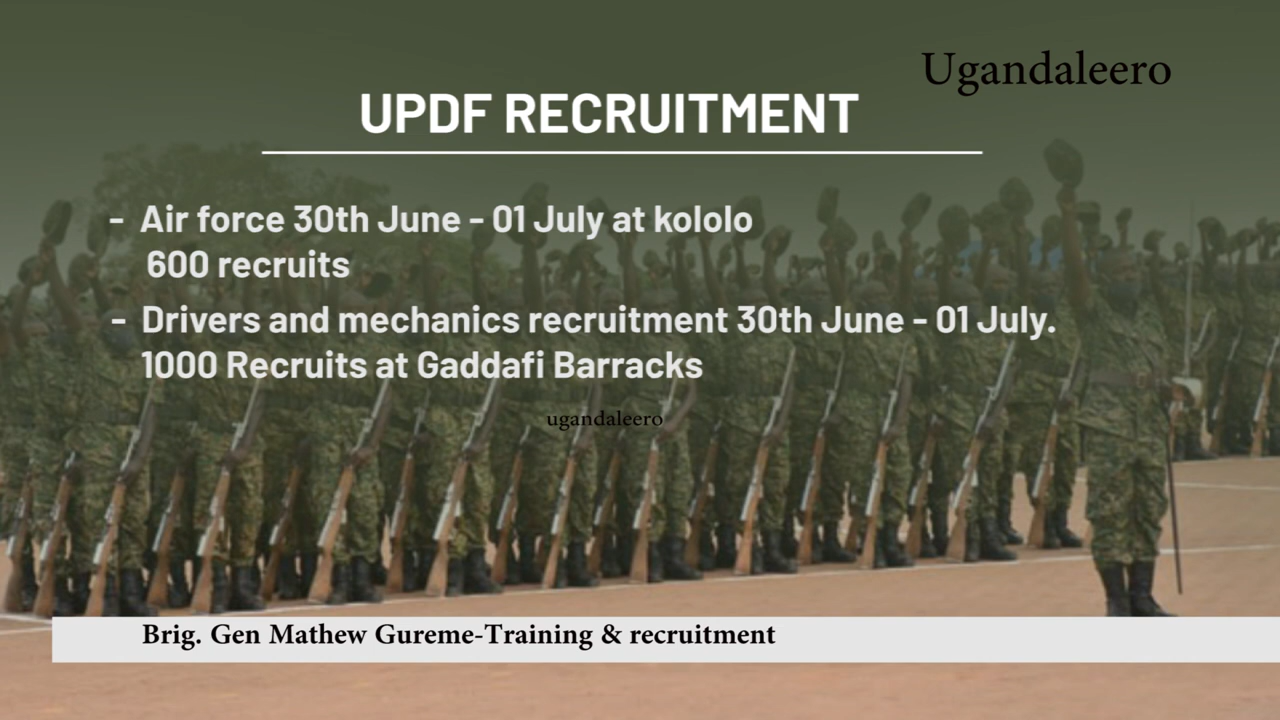 Ugandaleero
UPDF RECRUITMENT
- Air force 30th June - 01 July at kololo
600 recruits
- Drivers and mechanics recruitment 30th June - 01 July.
1000 Recruits at Gaddafi Barracks
ugandaleero
Brig. Gen Mathew Gureme-Training & recruitment